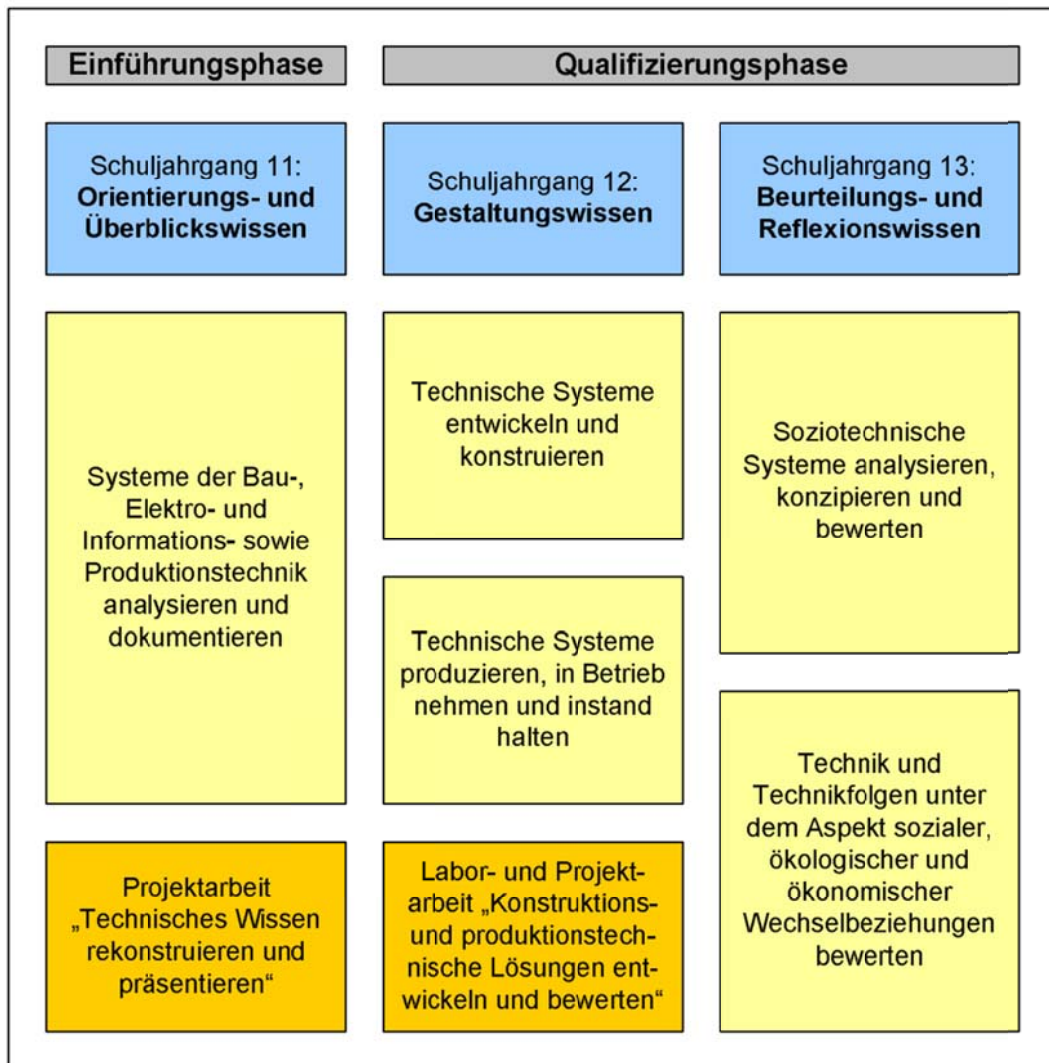 Einführungsphase
Qualifizierungsphase
Schuljahrgang 11:
Orientierungs- und
Überblickswissen
Schuljahrgang 12:
Gestaltungswissen
Schuljahrgang 13:
Beurteilungs- und
Reflexionswissen
Systeme der Bau-,
Elektro- und
Informations- sowie
Produktionstechnik
analysieren und
dokumentieren
Technische Systeme
entwickeln und
konstruieren
Soziotechnische
Systeme analysieren,
konzipieren und
bewerten
Technische Systeme
produzieren, in Betrieb
nehmen und instand
halten
Technik und
Technikfolgen unter
dem Aspekt sozialer,
ökologischer und
ökonomischer
Wechselbeziehungen
bewerten
Projektarbeit
„Technisches Wissen
rekonstruieren und
präsentieren“
Labor- und Projekt-
arbeit „Konstruktions-
und produktionstech-
nische Lösungen ent-
wickeln und bewerten“